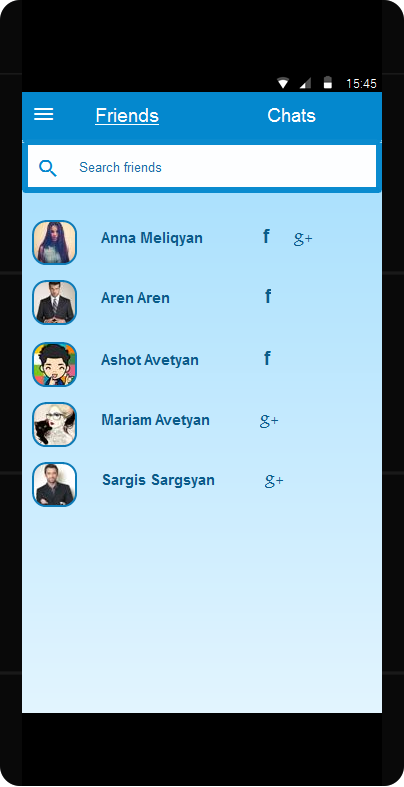 15:45
Friends Chats
Search friends
Anna Meliqyan f g+
Aren Aren f
Ashot Avetyan f
Mariam Avetyan g+
Sargis Sargsyan g+